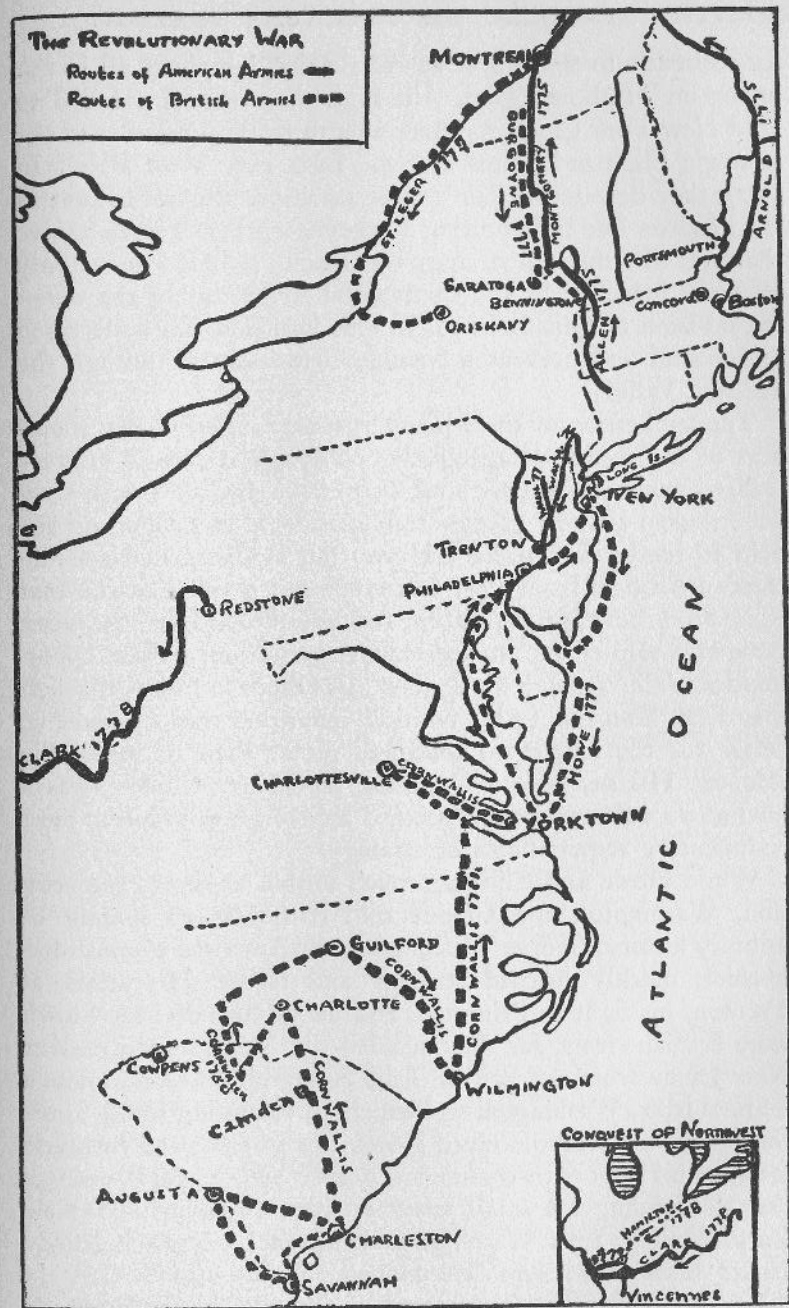 THE REVOLUTIONARY WAR
Routes of American Armies
Routes of British Armies
MONTREAL
1775
ARNOLD
1775
BURGOYNE 1777
MONTGOMERY
ST. LEGER 1777
PORTSMOUTH
SARATOGA
BENNINGTON
1775
ALLEN
CONCORD
BOSTON
ORISKANY
LONG IS.
NEW YORK
TRENTON
PHILADELPHIA
REDSTONE
CLARK 1778
HOWE 1777
ATLANTIC OCEAN
CHARLOTTESVILLE
CORNWALLIS
YORKTOWN
CORNWALLIS 1781
GUILFORD
CORNWALLIS
CHARLOTTE
CORNWALLIS
1780
COWPENS
CAMDEN
CORNWALLIS
WILMINGTON
AUGUSTA
CHARLESTON
SAVANNAH
CONQUEST OF NORTHWEST
HAMILTON
1778
CLARK
1779
VINCENNES